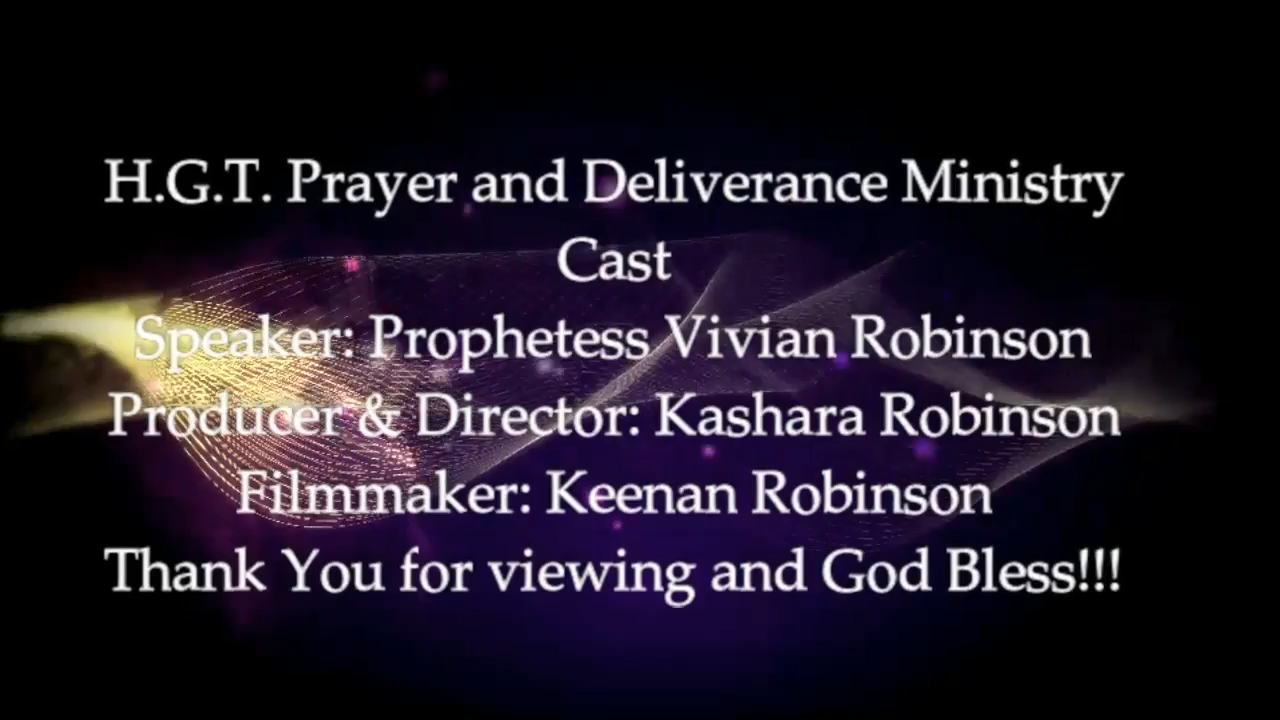 H.G.T. Prayer and Deliverance Ministry
Cast
Speaker: Prophetess Vivian Robinson
Producer & Director: Kashara Robinson
Filmmaker: Keenan Robinson
Thank You for viewing and God Bless!!!